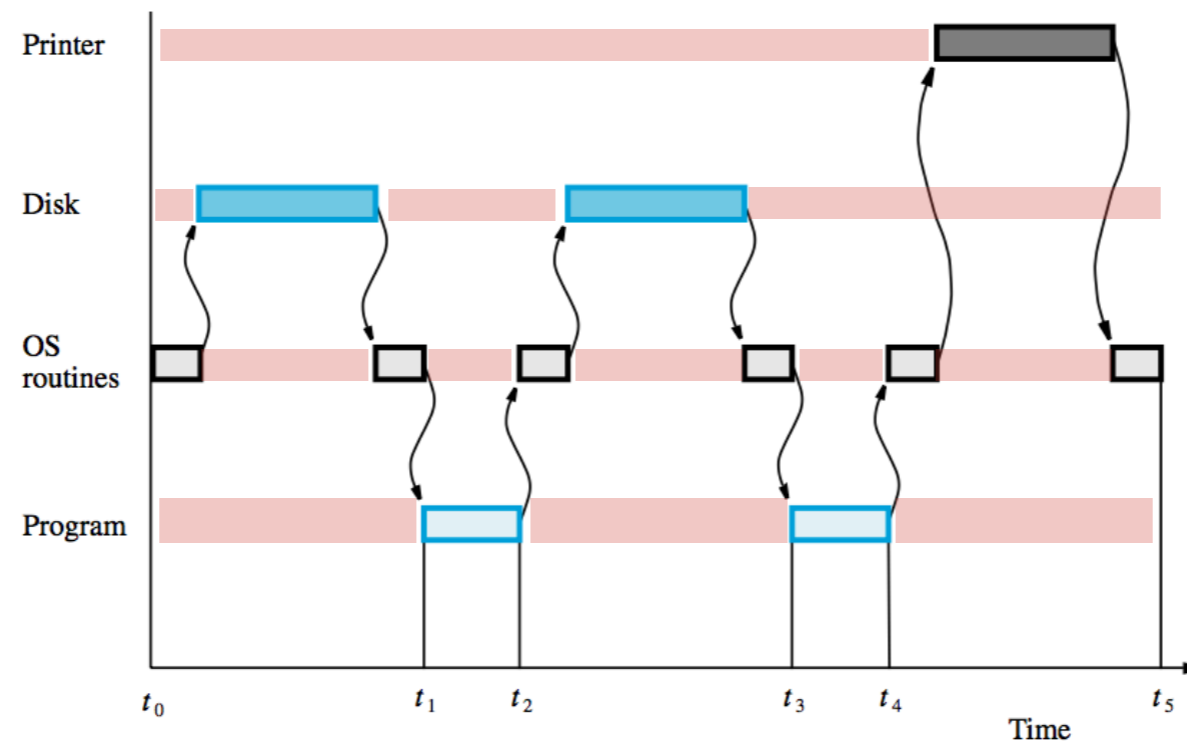 Printer
Disk
OS
routines
Program
t0 t1 t2 t3 t4 t5
Time